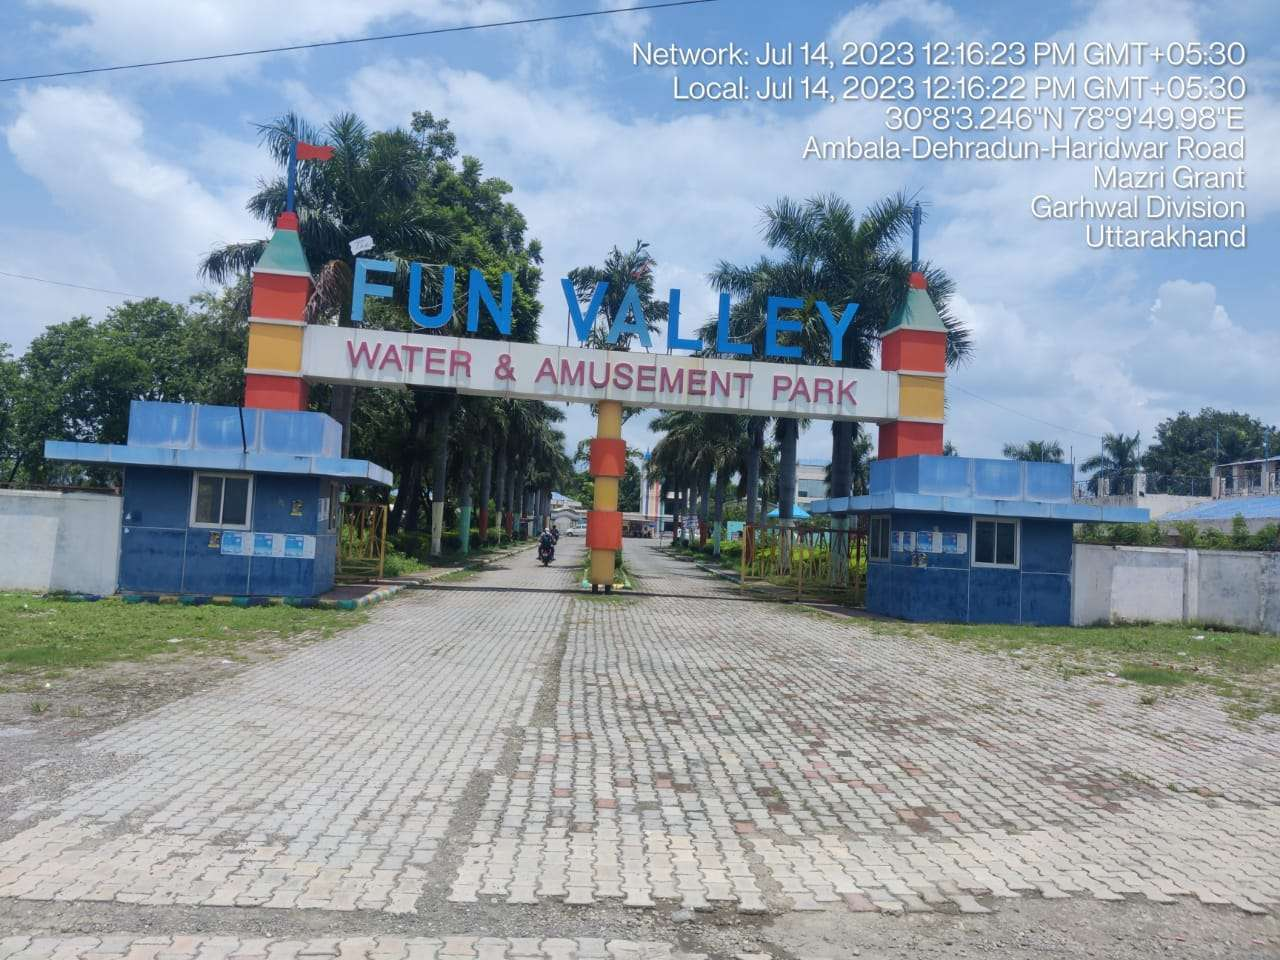 Network: Jul 14, 2023 12:16:23 PM GMT+05:30
Local: Jul 14, 2023 12:16:22 PM GMT+05:30
30°8'3.246"N 78°9'49.98"E
Ambala-Dehradun-Haridwar Road
Mazri Grant
Garhwal Division
Uttarakhand
FUN VALLEY
WATER & AMUSEMENT PARK